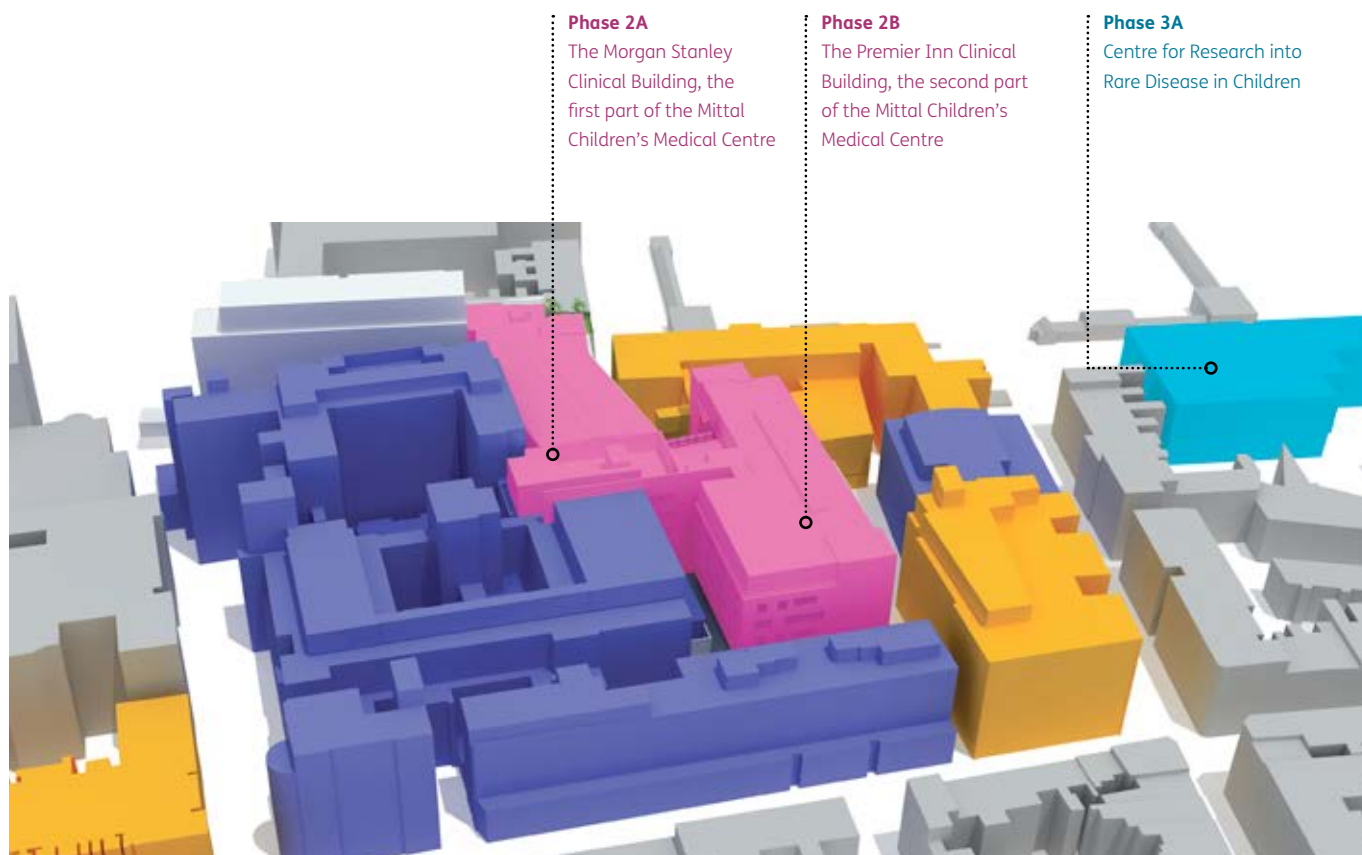 Phase 2A
The Morgan Stanley
Clinical Building, the
first part of the Mittal
Children's Medical Centre
Phase 2B
The Premier Inn Clinical
Building, the second part
of the Mittal Children's
Medical Centre
Phase 3A
Centre for Research into
Rare Disease in Children